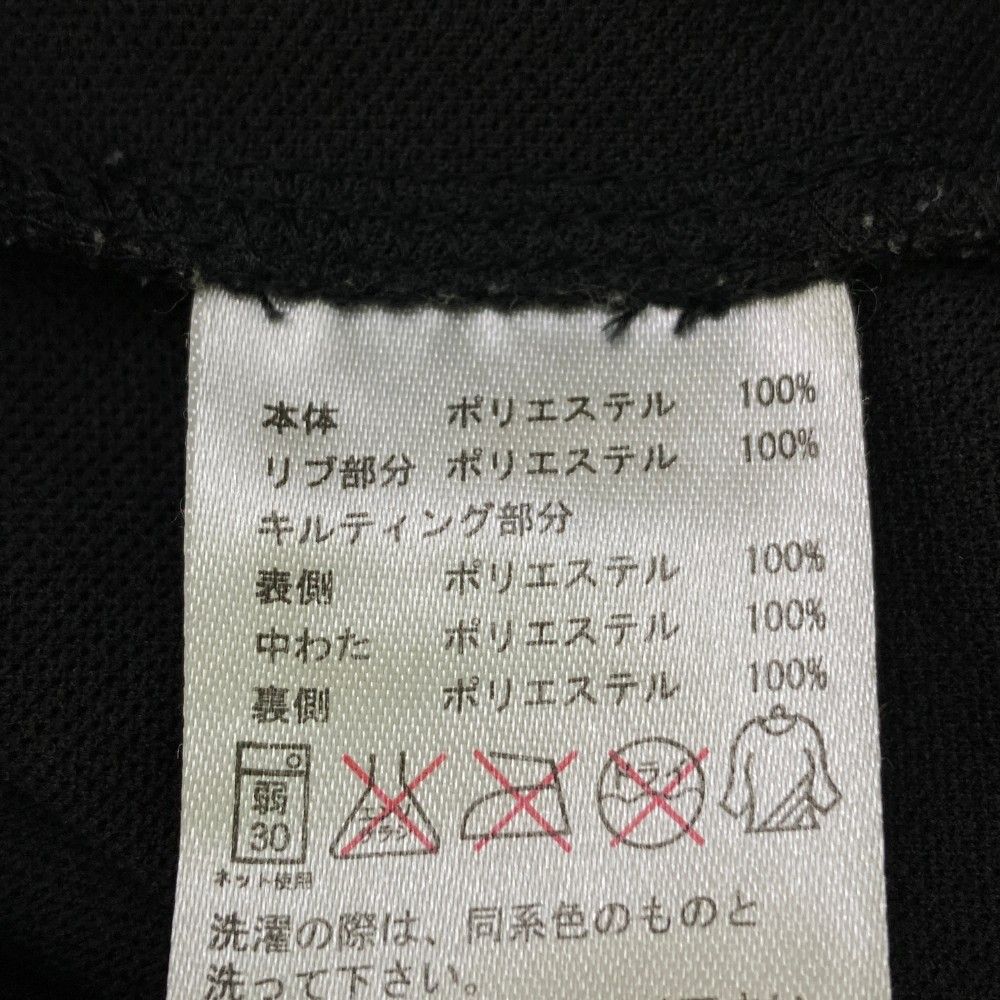 本体 ポリエステル 100%
リブ部分 ポリエステル 100%
キルティング部分
表側 ポリエステル 100%
中わた ポリエステル 100%
裏側 ポリエステル 100%
弱
30
ドライ
ネット使用
洗濯の際は、同系色のものと
洗って下さい。